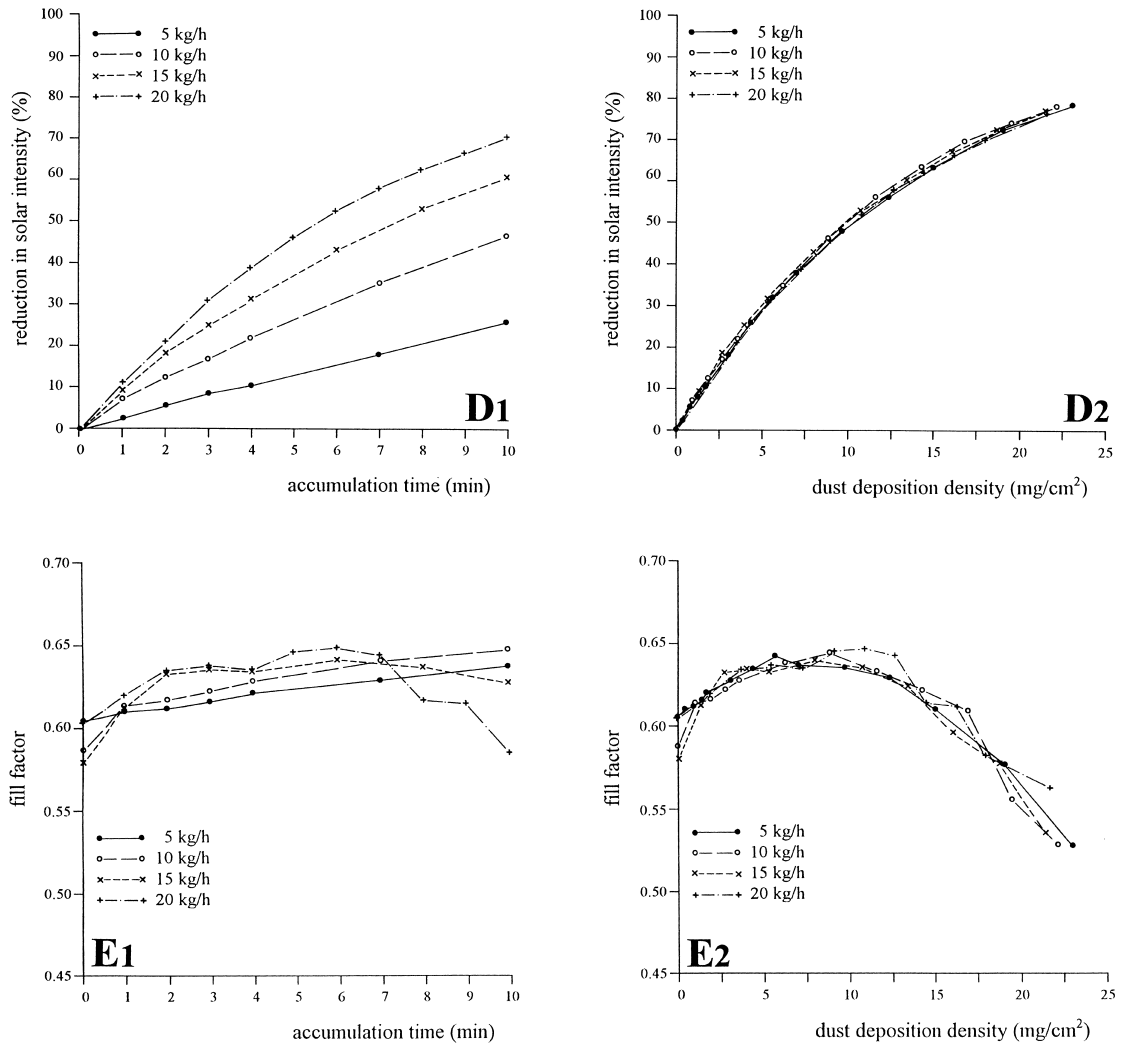 100
90
80
70
60
50
40
30
20
10
0
reduction in solar intensity (%)
5 kg/h
10 kg/h
15 kg/h
20 kg/h
D1
0 1 2 3 4 5 6 7 8 9 10
accumulation time (min)
100
90
80
70
60
50
40
30
20
10
0
reduction in solar intensity (%)
5 kg/h
10 kg/h
15 kg/h
20 kg/h
D2
0 5 10 15 20 25
dust deposition density (mg/cm²)
0.70
0.65
0.60
0.55
0.50
0.45
fill factor
5 kg/h
10 kg/h
15 kg/h
20 kg/h
E1
0 1 2 3 4 5 6 7 8 9 10
accumulation time (min)
0.70
0.65
0.60
0.55
0.50
0.45
fill factor
5 kg/h
10 kg/h
15 kg/h
20 kg/h
E2
0 5 10 15 20 25
dust deposition density (mg/cm²)